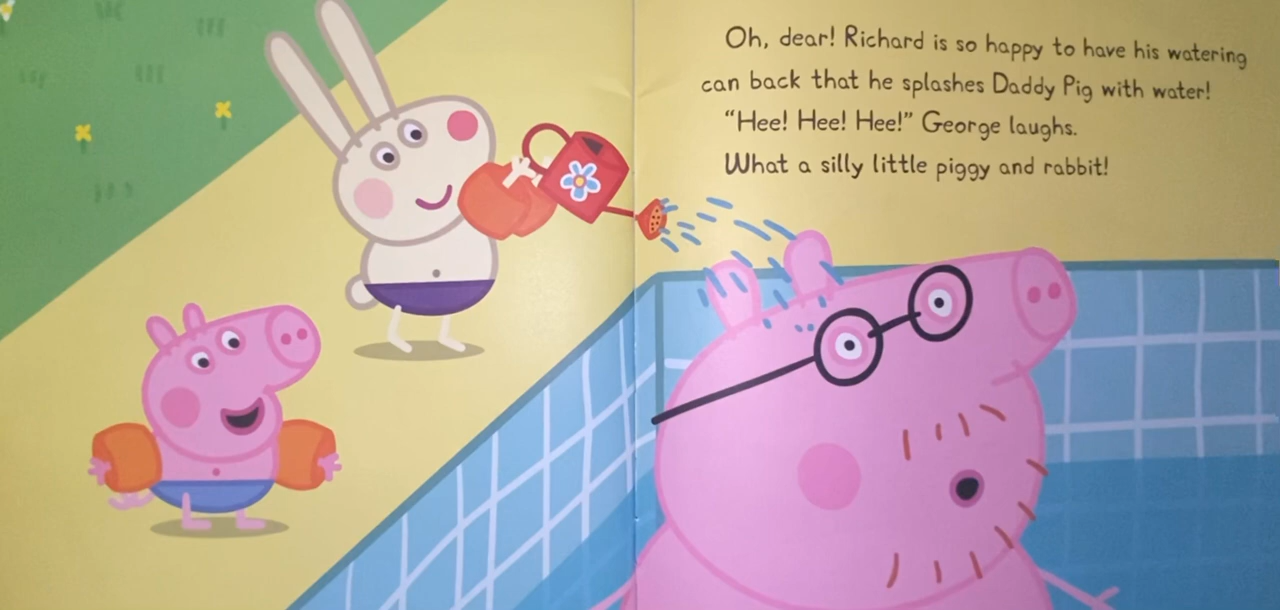 Oh, dear! Richard is so happy to have his watering
can back that he splashes Daddy Pig with water!
“Hee! Hee! Hee!” George laughs.
What a silly little piggy and rabbit!